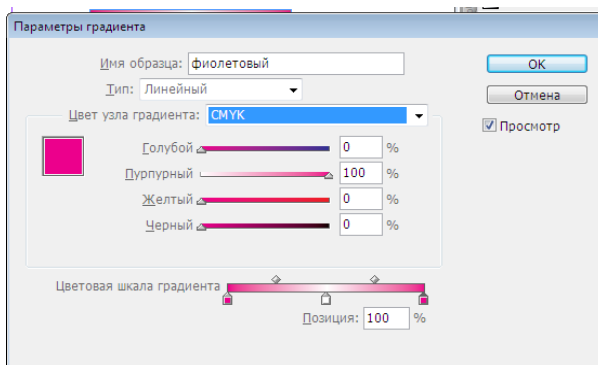 Параметры градиента
Имя образца: фиолетовый
OK
Тип: Линейный
Отмена
Цвет узла градиента: CMYK
Просмотр
Голубой 0 %
Пурпурный 100 %
Желтый 0 %
Черный 0 %
Цветовая шкала градиента
Позиция: 100 %